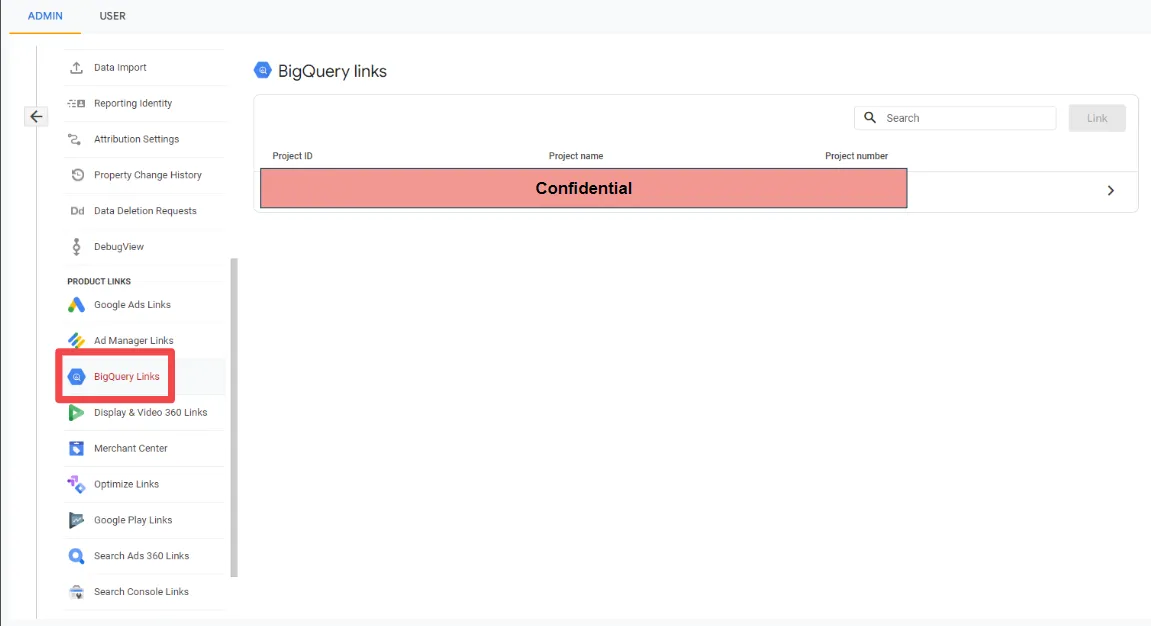 ADMIN USER
Data Import
Reporting Identity
Attribution Settings
Property Change History
Dd Data Deletion Requests
DebugView
PRODUCT LINKS
Google Ads Links
Ad Manager Links
BigQuery Links
Display & Video 360 Links
Merchant Center
Optimize Links
Google Play Links
Search Ads 360 Links
Search Console Links
BigQuery links
Search Link
Project ID Project name Project number
Confidential